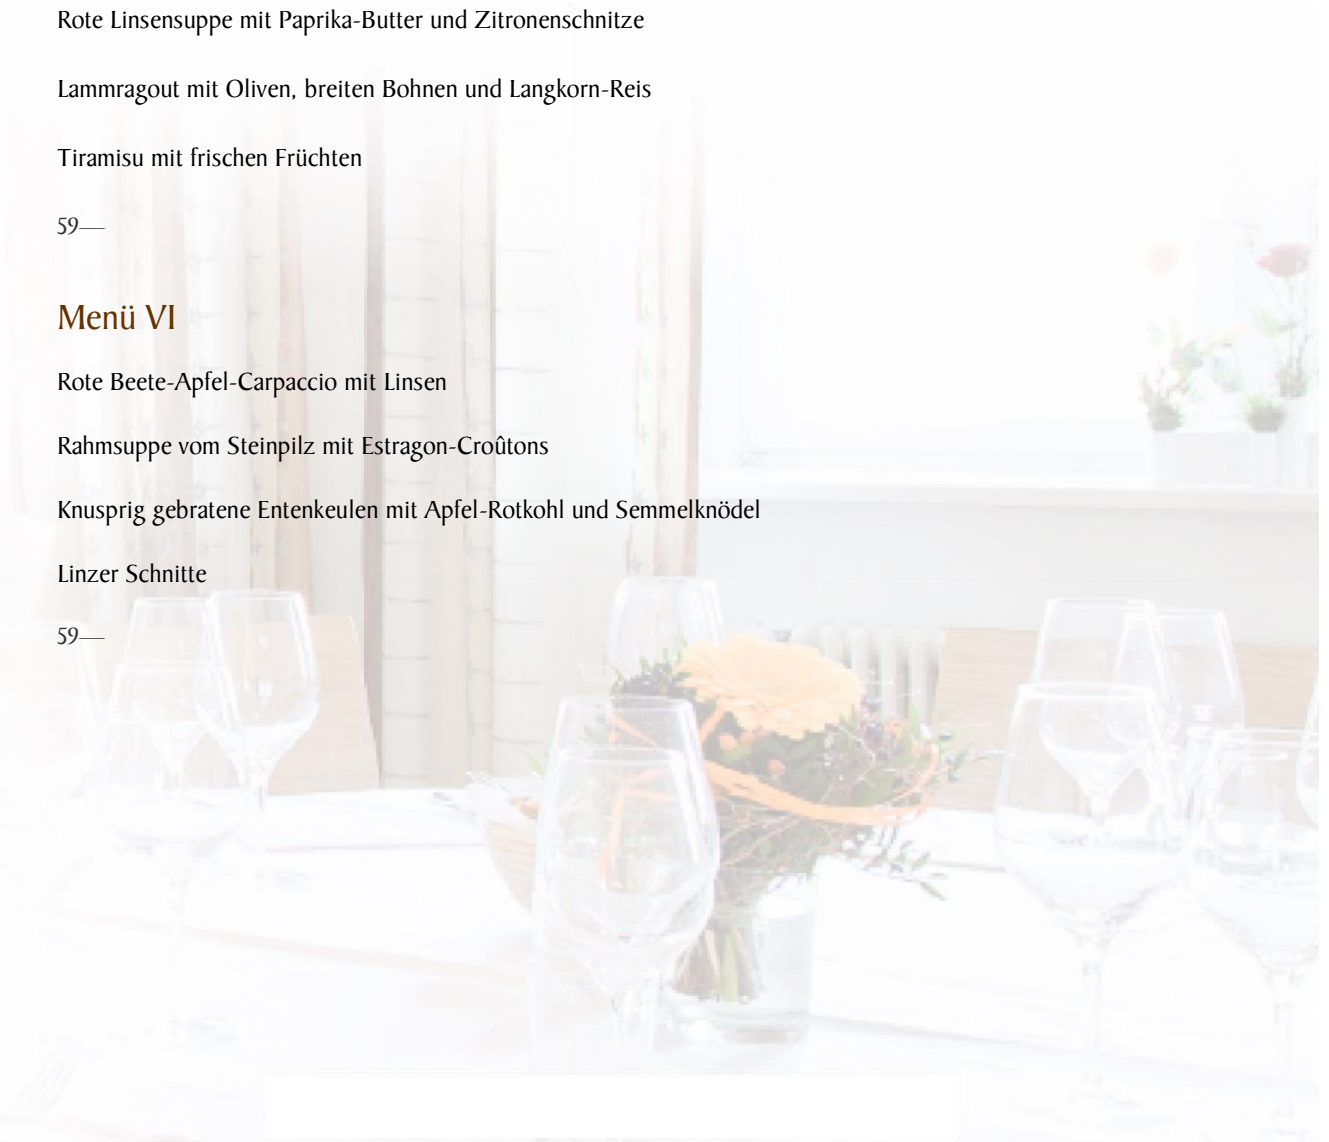 Rote Linsensuppe mit Paprika-Butter und Zitronenschnitze
Lammragout mit Oliven, breiten Bohnen und Langkorn-Reis
Tiramisu mit frischen Früchten
59—
Menü VI
Rote Beete-Apfel-Carpaccio mit Linsen
Rahmsuppe vom Steinpilz mit Estragon-Croûtons
Knusprig gebratene Entenkeulen mit Apfel-Rotkohl und Semmelknödel
Linzer Schnitte
59—